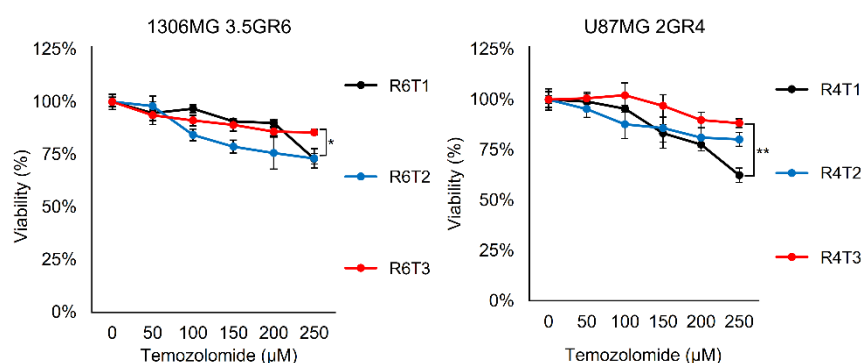 1306MG 3.5GR6
125%
100%
75%
50%
25%
0%
Viability (%)
0 50 100 150 200 250
Temozolomide (µM)
*
R6T1
R6T2
R6T3
U87MG 2GR4
125%
100%
75%
50%
25%
0%
Viability (%)
0 50 100 150 200 250
Temozolomide (µM)
**
R4T1
R4T2
R4T3